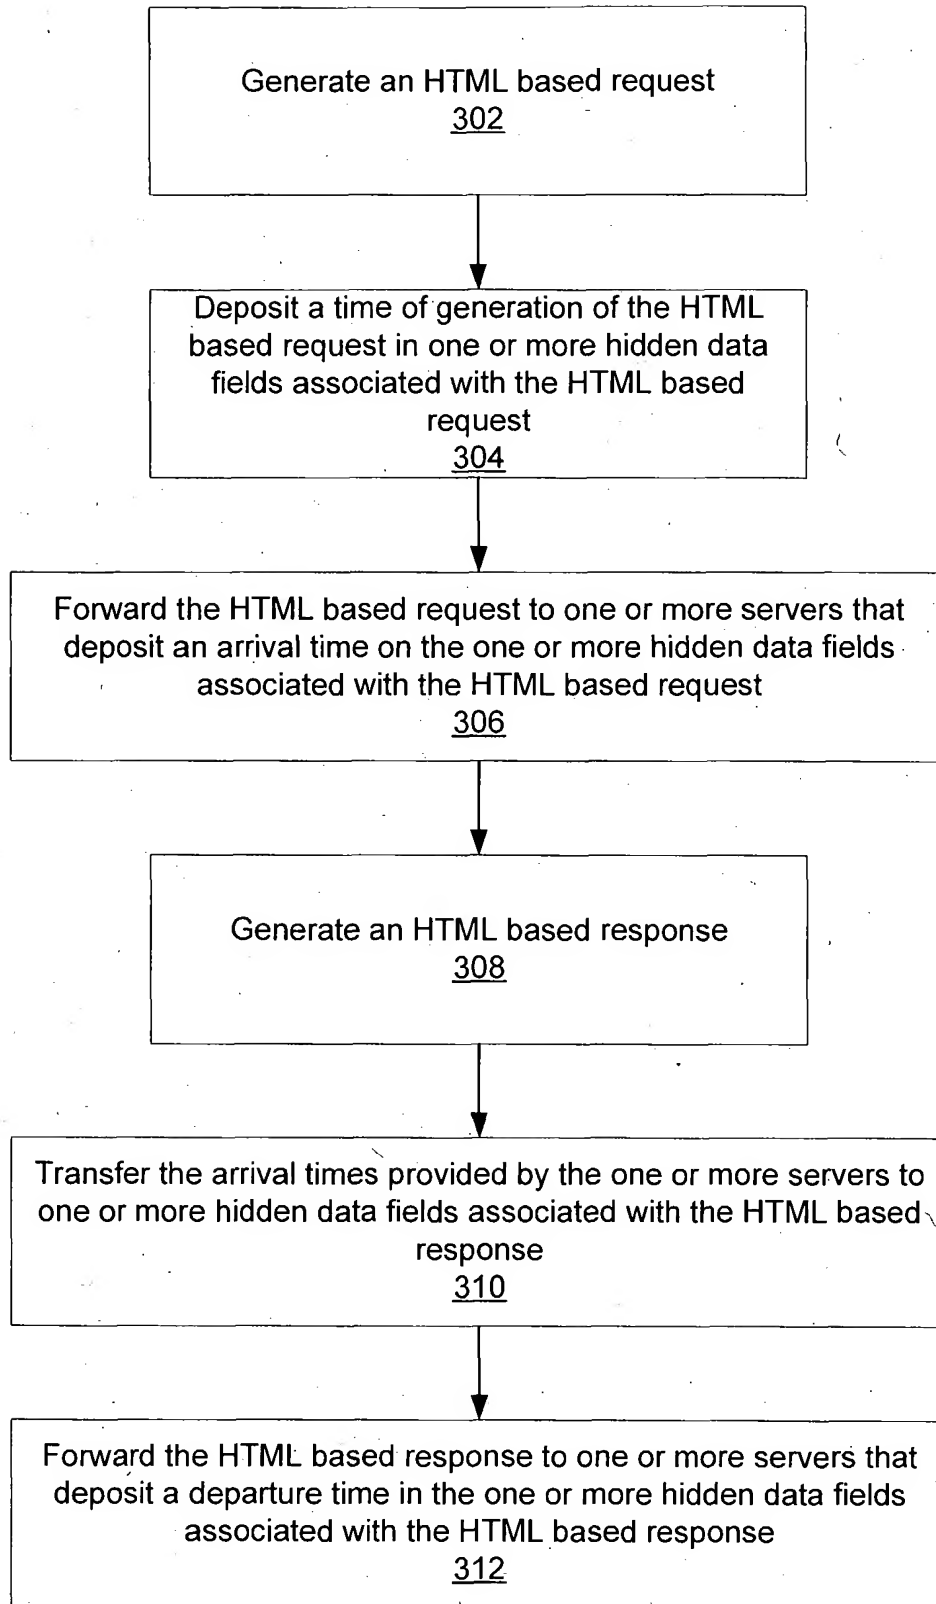 Generate an HTML based request
302
Deposit a time of generation of the HTML
based request in one or more hidden data
fields associated with the HTML based
request
304
Forward the HTML based request to one or more servers that
deposit an arrival time on the one or more hidden data fields
associated with the HTML based request
306
Generate an HTML based response
308
Transfer the arrival times provided by the one or more servers to
one or more hidden data fields associated with the HTML based
response
310
Forward the HTML based response to one or more servers that
deposit a departure time in the one or more hidden data fields
associated with the HTML based response
312